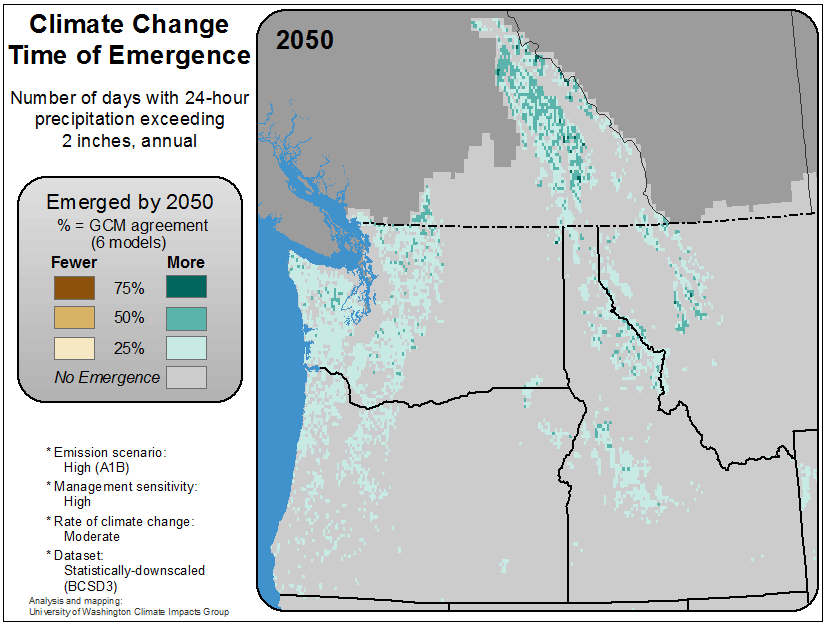 Climate Change
Time of Emergence
Number of days with 24-hour
precipitation exceeding
2 inches, annual
Emerged by 2050
% = GCM agreement
(6 models)
Fewer More
75%
50%
25%
No Emergence
* Emission scenario:
High (A1B)
* Management sensitivity:
High
* Rate of climate change:
Moderate
* Dataset:
Statistically-downscaled
(BCSD3)
Analysis and mapping:
University of Washington Climate Impacts Group
2050